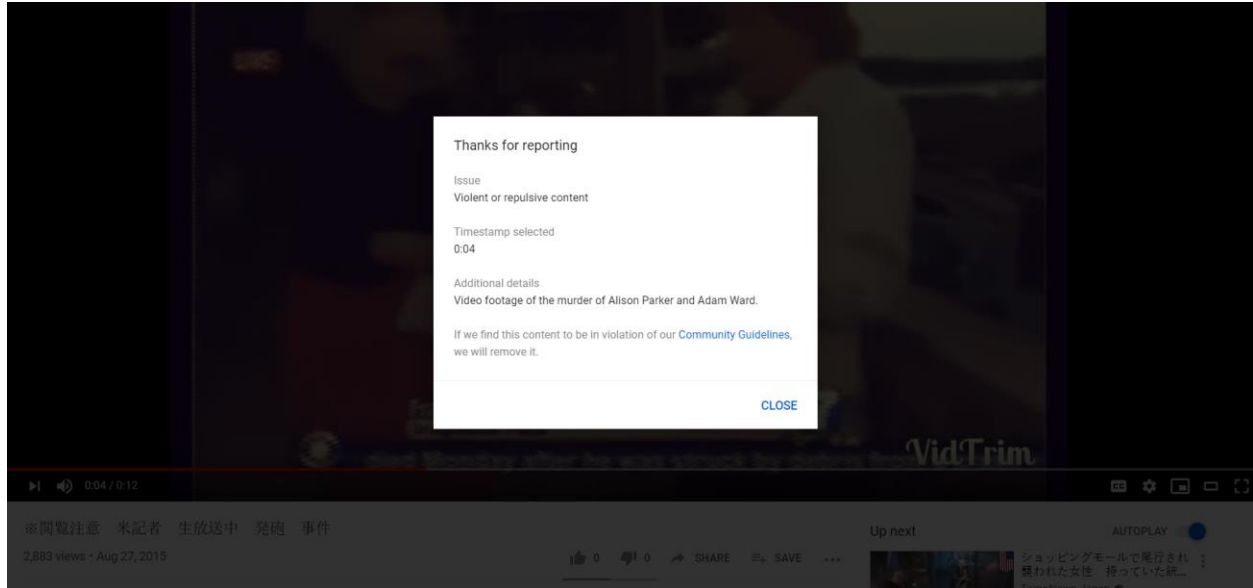 LIVE
Thanks for reporting
Issue
Violent or repulsive content
Timestamp selected
0:04
Additional details
Video footage of the murder of Alison Parker and Adam Ward.
If we find this content to be in violation of our Community Guidelines,
we will remove it.
CLOSE
VidTrim
0:04 / 0:12
CC
※閲覧注意 米記者 生放送中 発砲 事件
2,883 views • Aug 27, 2015
0 0 SHARE SAVE
Up next AUTOPLAY
ショッピングモールで尾行され
襲われた女性 持っていた銃...